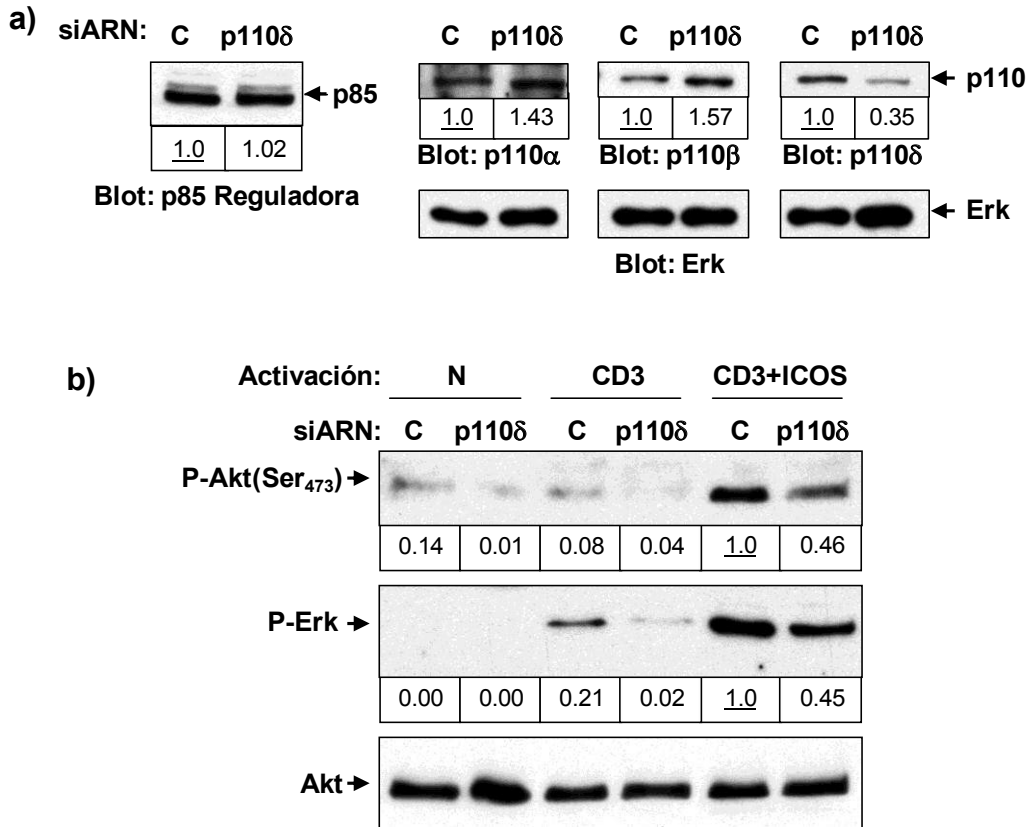 a)
siARN: C p110δ
p85
1.0 1.02
Blot: p85 Reguladora
C p110δ C p110δ C p110δ
p110
1.0 1.43 1.0 1.57 1.0 0.35
Blot: p110α Blot: p110β Blot: p110δ
Erk
Blot: Erk
b)
Activación: N CD3 CD3+ICOS
siARN: C p110δ C p110δ C p110δ
P-Akt(Ser473)
0.14 0.01 0.08 0.04 1.0 0.46
P-Erk
0.00 0.00 0.21 0.02 1.0 0.45
Akt